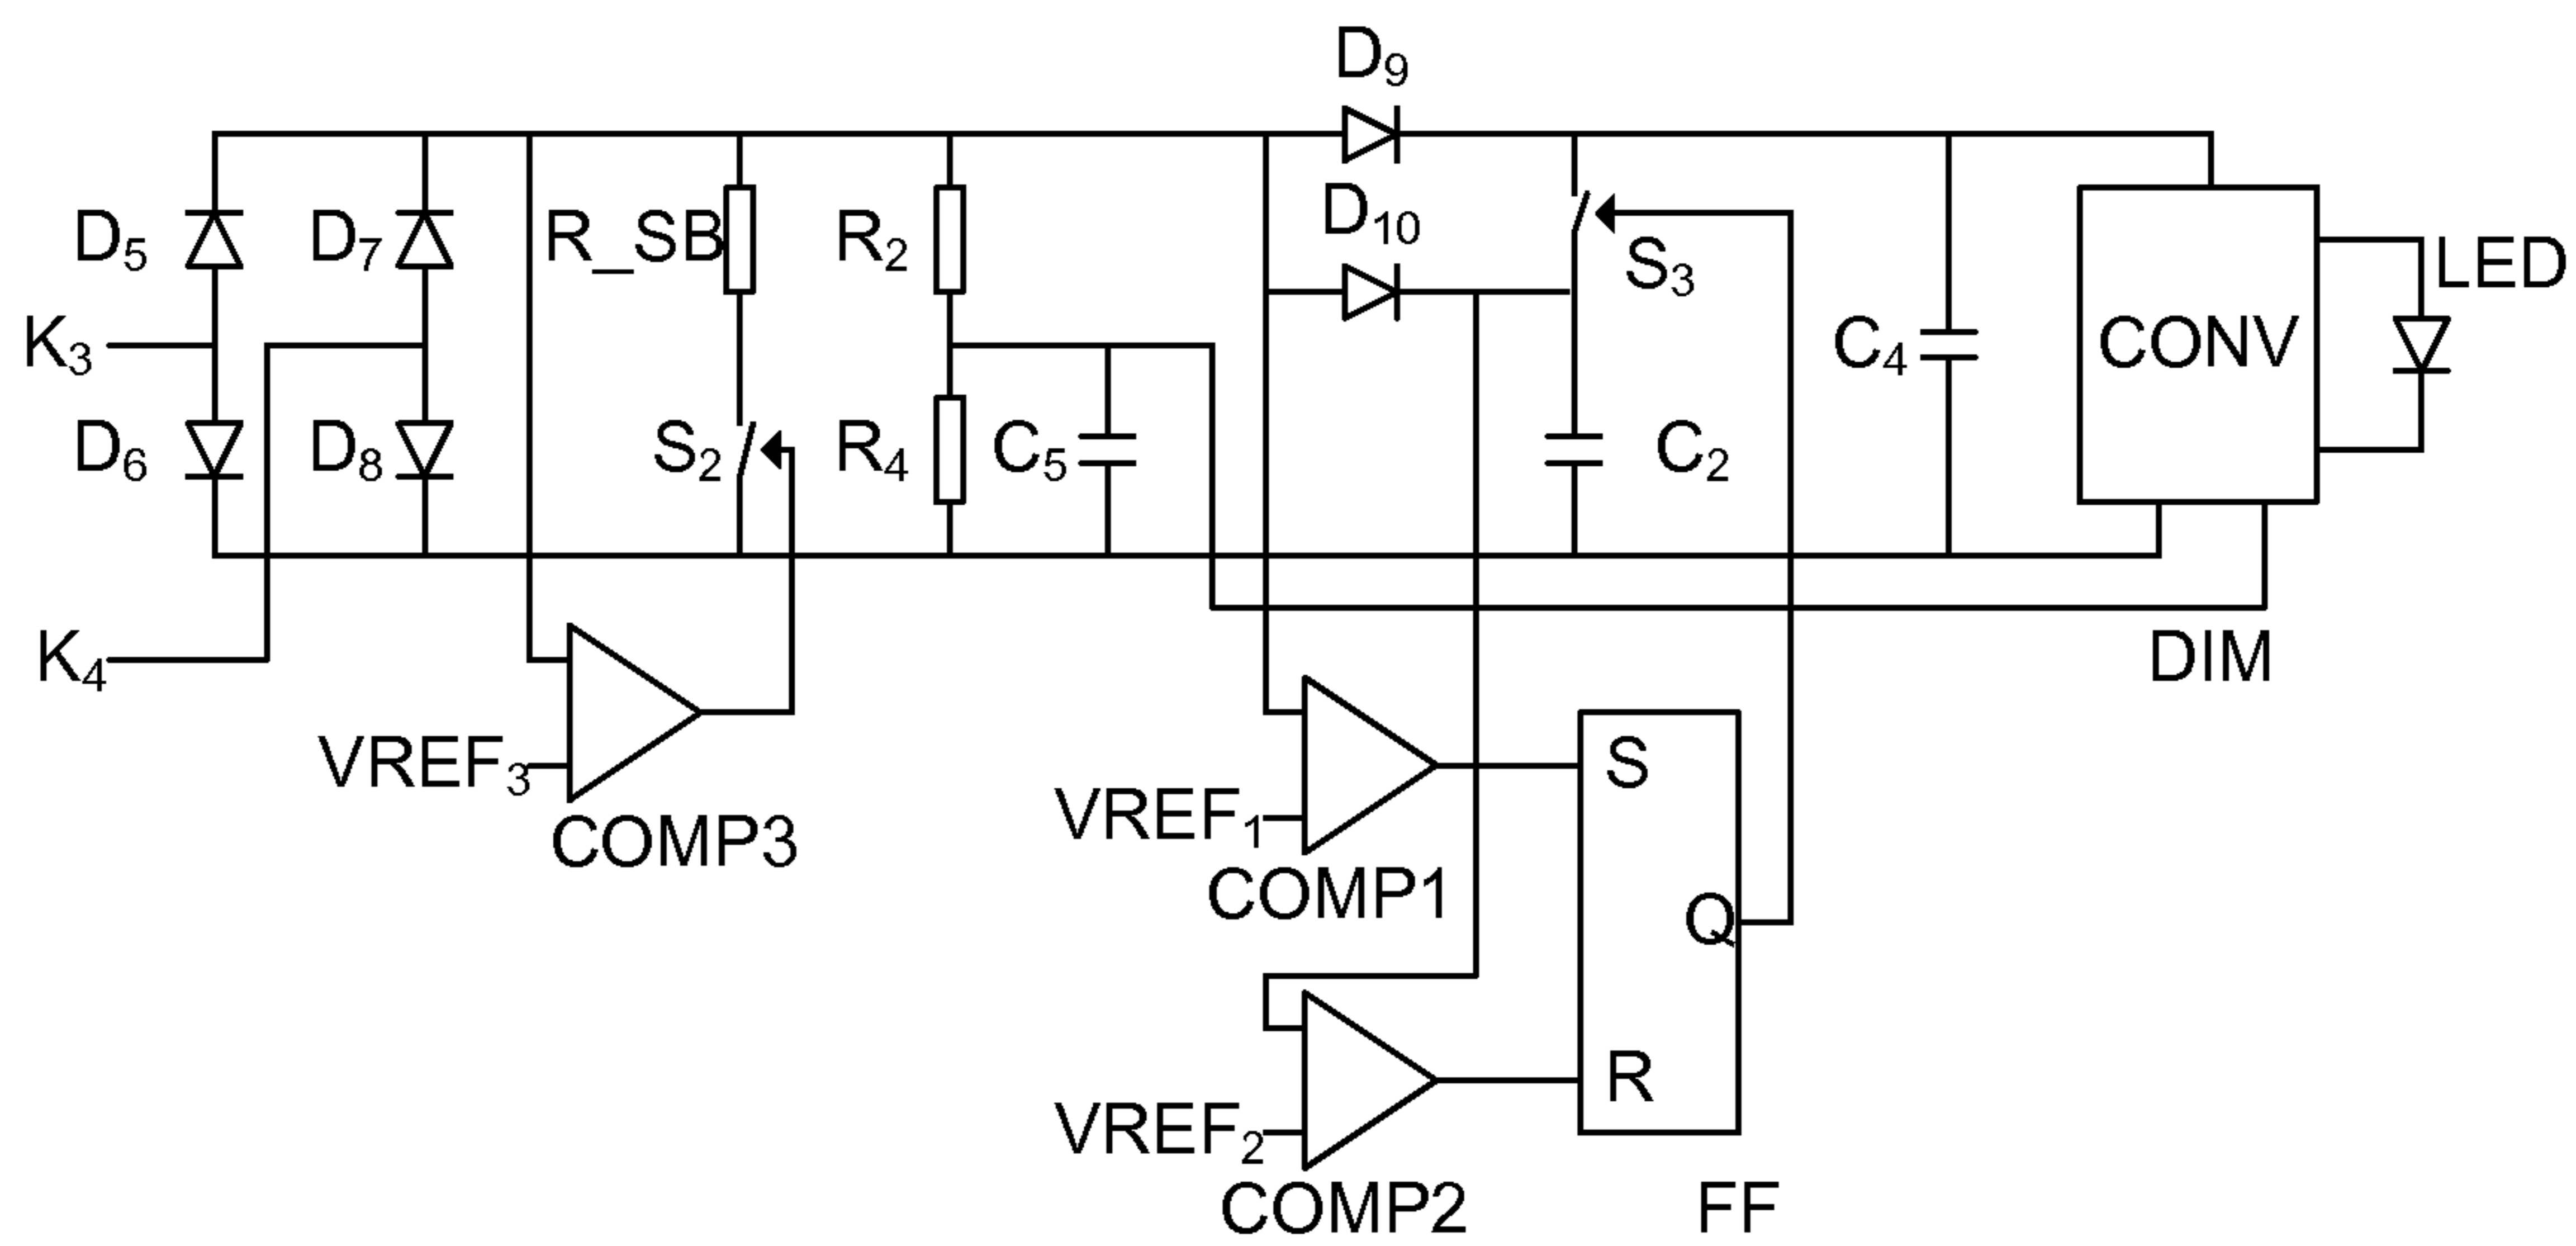 D9
D10
D5
D7
R_SB
R2
S3
LED
K3
C4
CONV
D6
D8
S2
R4
C5
C2
K4
DIM
VREF3
S
VREF1
COMP3
COMP1
Q
R
VREF2
COMP2
FF